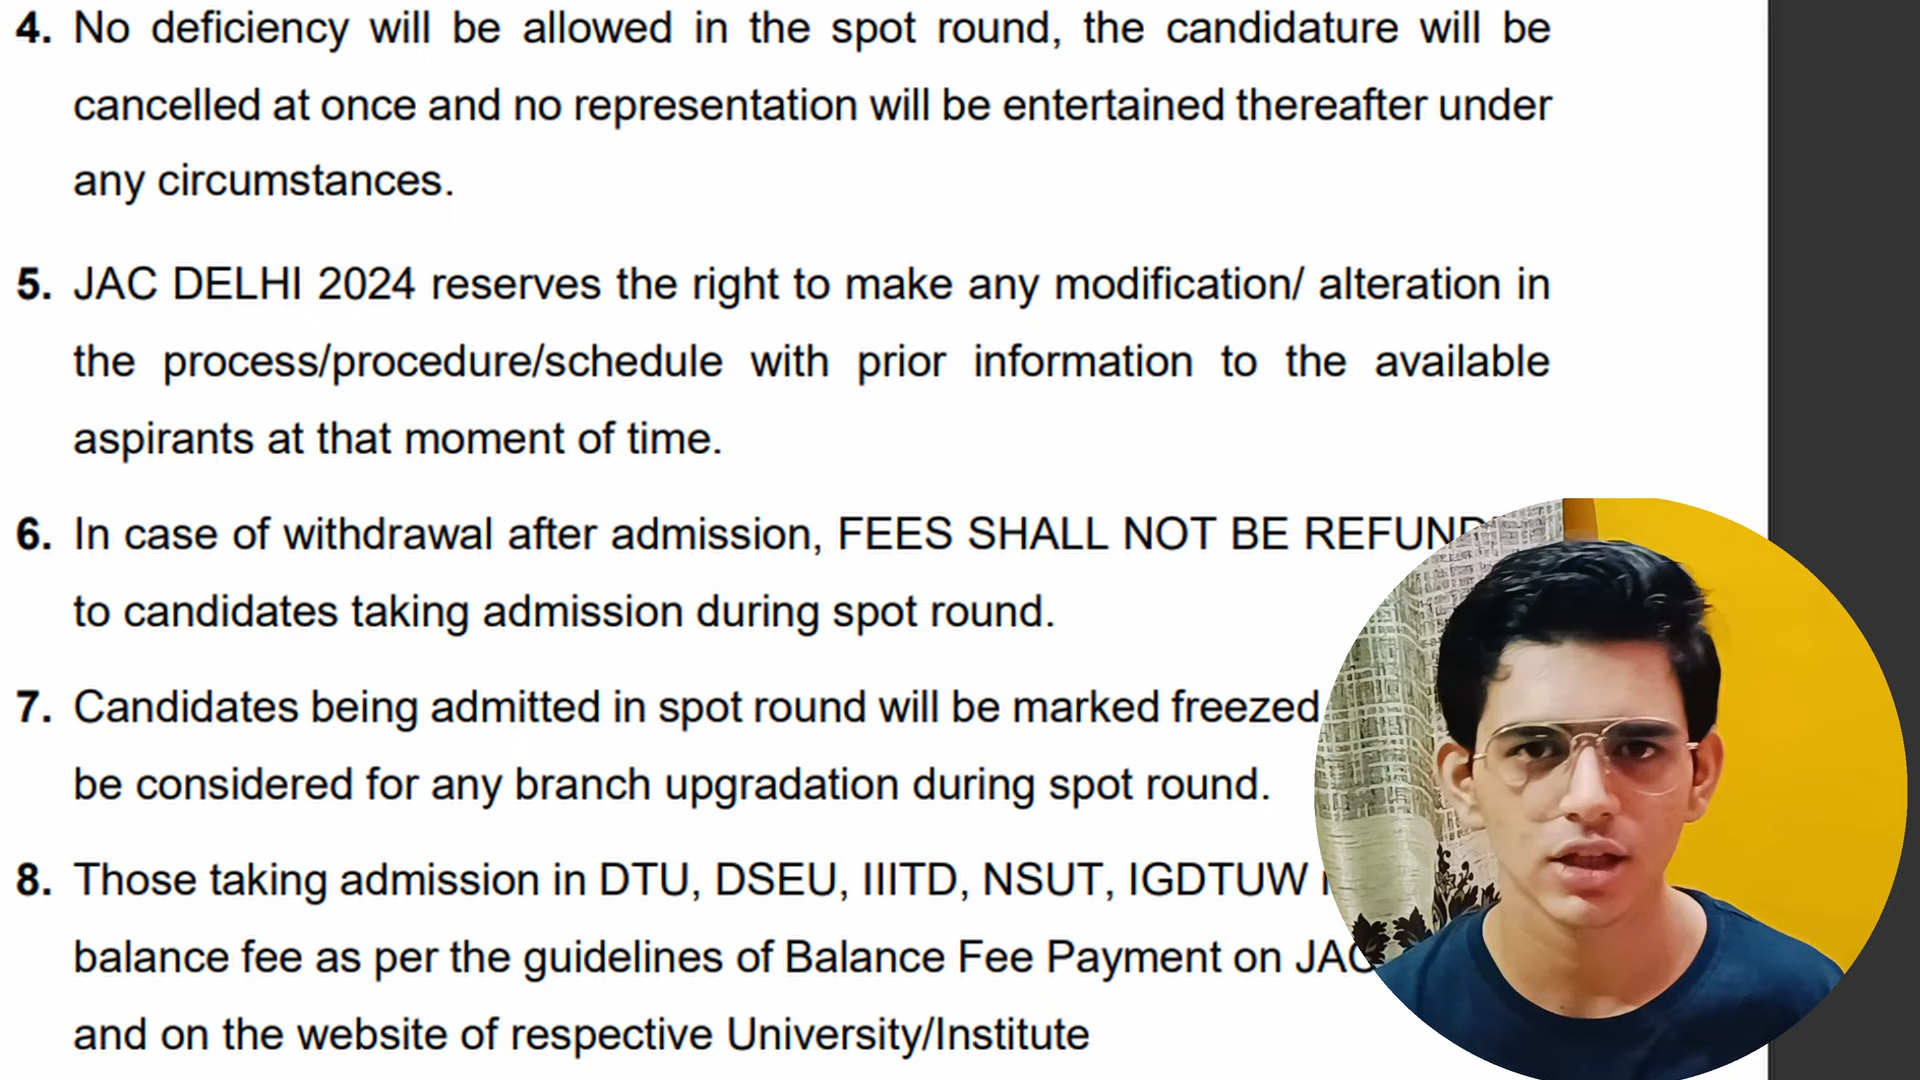 4. No deficiency will be allowed in the spot round, the candidature will be
cancelled at once and no representation will be entertained thereafter under
any circumstances.
5. JAC DELHI 2024 reserves the right to make any modification/ alteration in
the process/procedure/schedule with prior information to the available
aspirants at that moment of time.
6. In case of withdrawal after admission, FEES SHALL NOT BE
to candidates taking admission during spot round.
7. Candidates being admitted in spot round will be marked freezed
be considered for any branch upgradation during spot round.
8. Those taking admission in DTU, DSEU, IIITD, NSUT, IGDTUW
balance fee as per the guidelines of Balance Fee Payment on JAC
and on the website of respective University/Institute